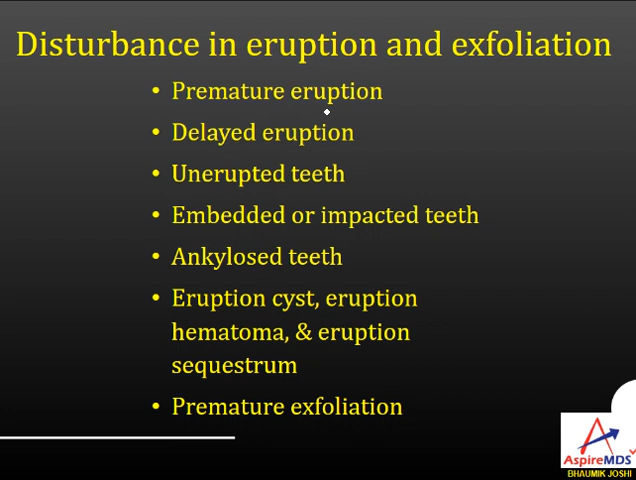 Disturbance in eruption and exfoliation
• Premature eruption
• Delayed eruption
• Unerupted teeth
• Embedded or impacted teeth
• Ankylosed teeth
• Eruption cyst, eruption
hematoma, & eruption
sequestrum
• Premature exfoliation
AspireMDS
BHAUMIK JOSHI